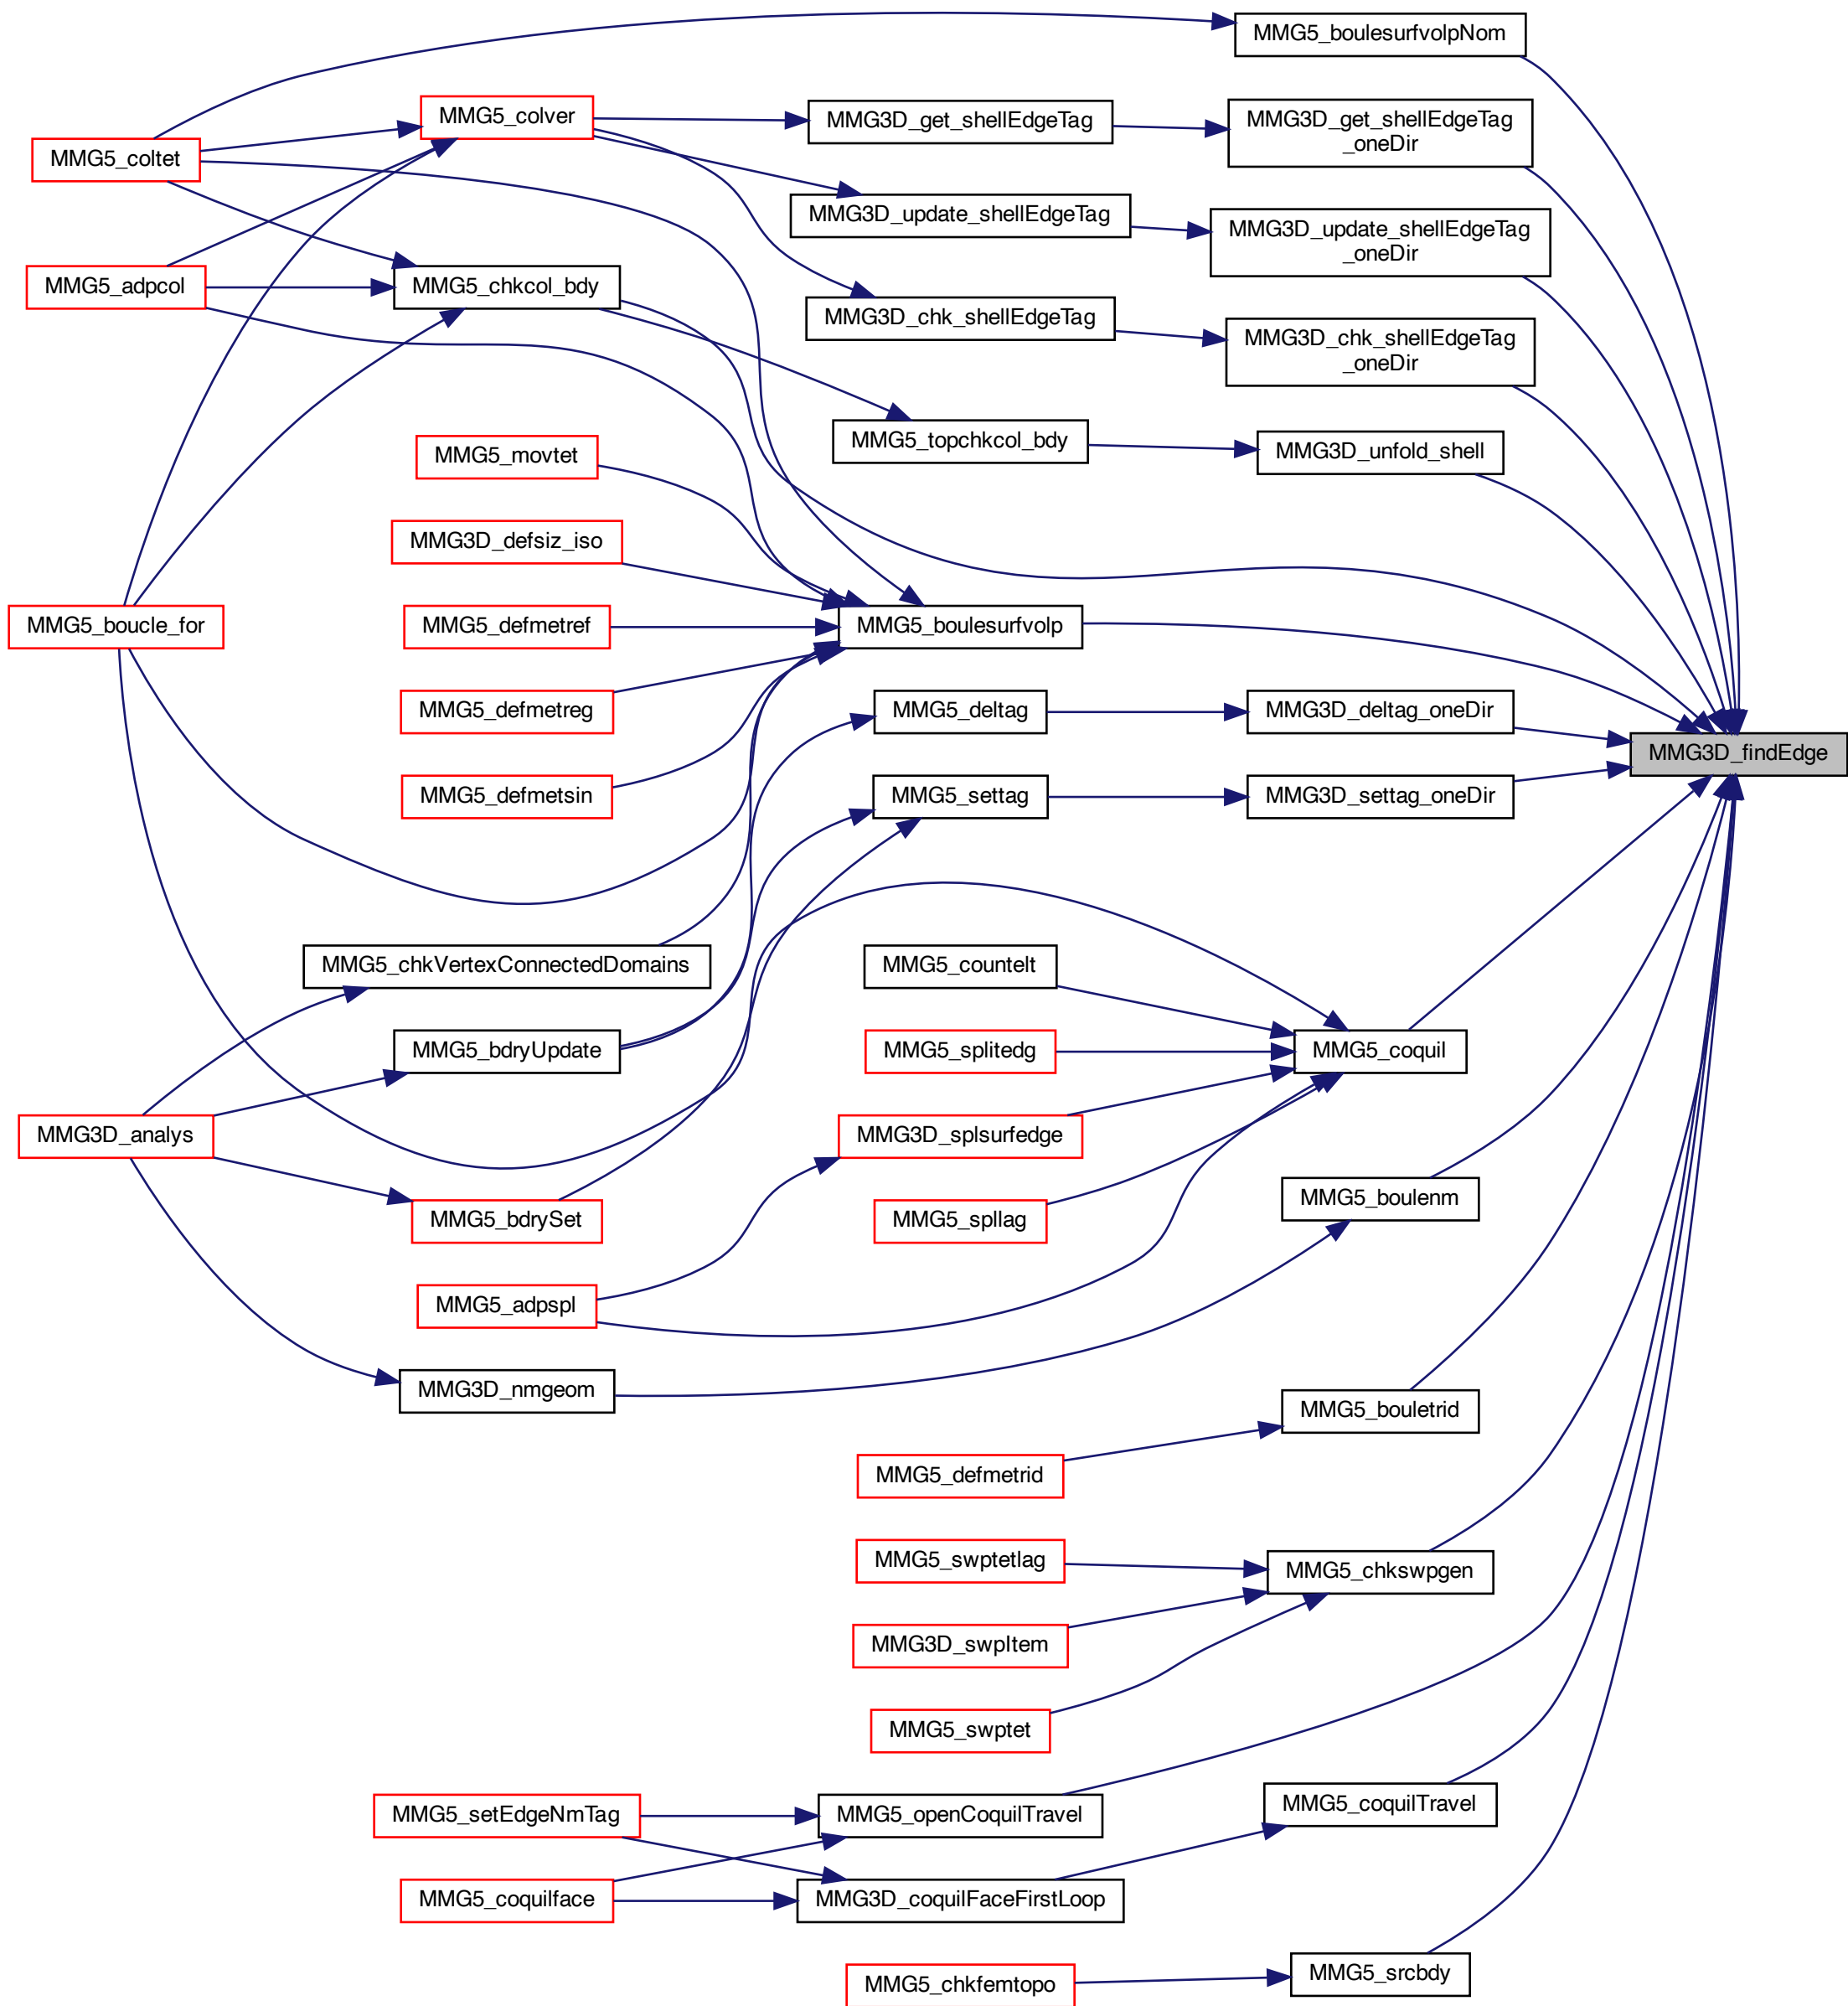 MMG5_boulesurfvolpNom
MMG5_colver
MMG3D_get_shellEdgeTag
MMG3D_get_shellEdgeTag
_oneDir
MMG5_coltet
MMG3D_update_shellEdgeTag
MMG3D_update_shellEdgeTag
_oneDir
MMG5_adpcol
MMG5_chkcol_bdy
MMG3D_chk_shellEdgeTag
MMG3D_chk_shellEdgeTag
_oneDir
MMG5_topchkcol_bdy
MMG3D_unfold_shell
MMG5_movtet
MMG3D_defsiz_iso
MMG5_boucle_for
MMG5_defmetref
MMG5_boulesurfvolp
MMG5_defmetreg
MMG5_deltag
MMG3D_deltag_oneDir
MMG3D_findEdge
MMG5_defmetsin
MMG5_settag
MMG3D_settag_oneDir
MMG5_chkVertexConnectedDomains
MMG5_countelt
MMG5_bdryUpdate
MMG5_splitedg
MMG5_coquil
MMG3D_analys
MMG3D_splsurfedge
MMG5_bdrySet
MMG5_spllag
MMG5_boulenm
MMG5_adpspl
MMG3D_nmgeom
MMG5_bouletrid
MMG5_defmetrid
MMG5_swptetlag
MMG5_chkswpgen
MMG3D_swpItem
MMG5_swptet
MMG5_setEdgeNmTag
MMG5_openCoquilTravel
MMG5_coquilTravel
MMG5_coquilface
MMG3D_coquilFaceFirstLoop
MMG5_chkfemtopo
MMG5_srcbdy